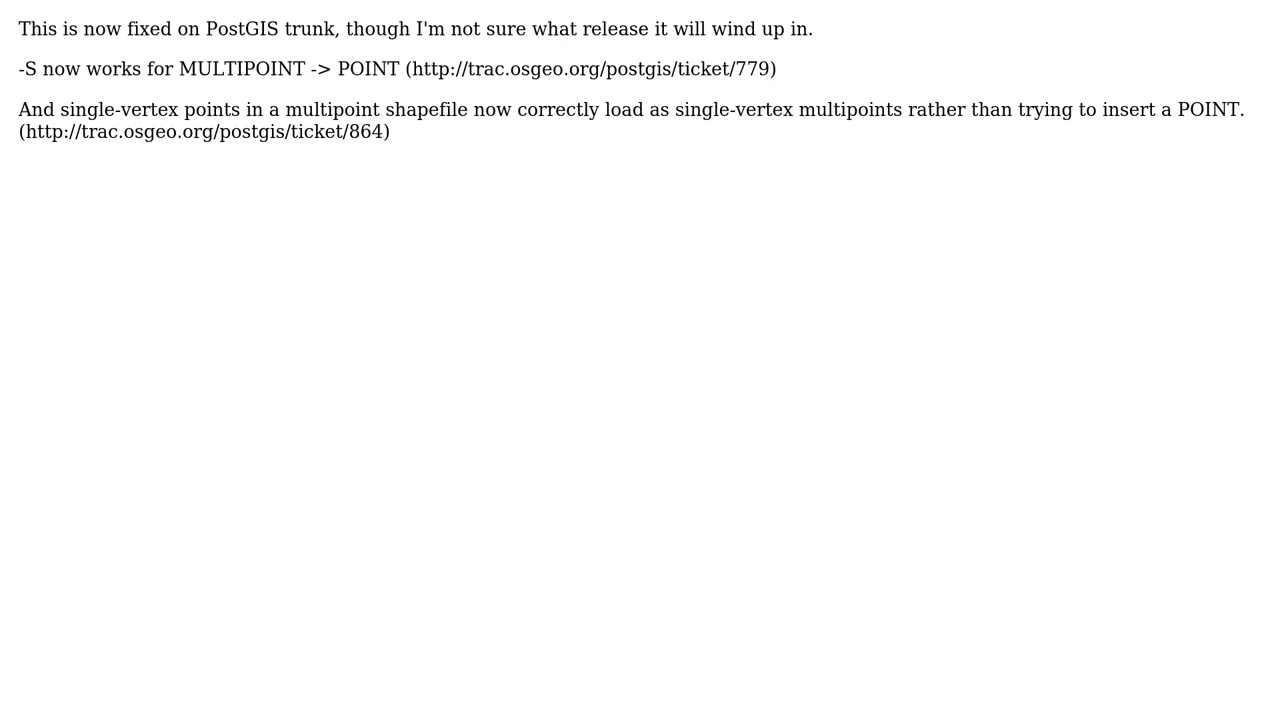 This is now fixed on PostGIS trunk, though I'm not sure what release it will wind up in.
-S now works for MULTIPOINT -> POINT (http://trac.osgeo.org/postgis/ticket/779)
And single-vertex points in a multipoint shapefile now correctly load as single-vertex multipoints rather than trying to insert a POINT.
(http://trac.osgeo.org/postgis/ticket/864)